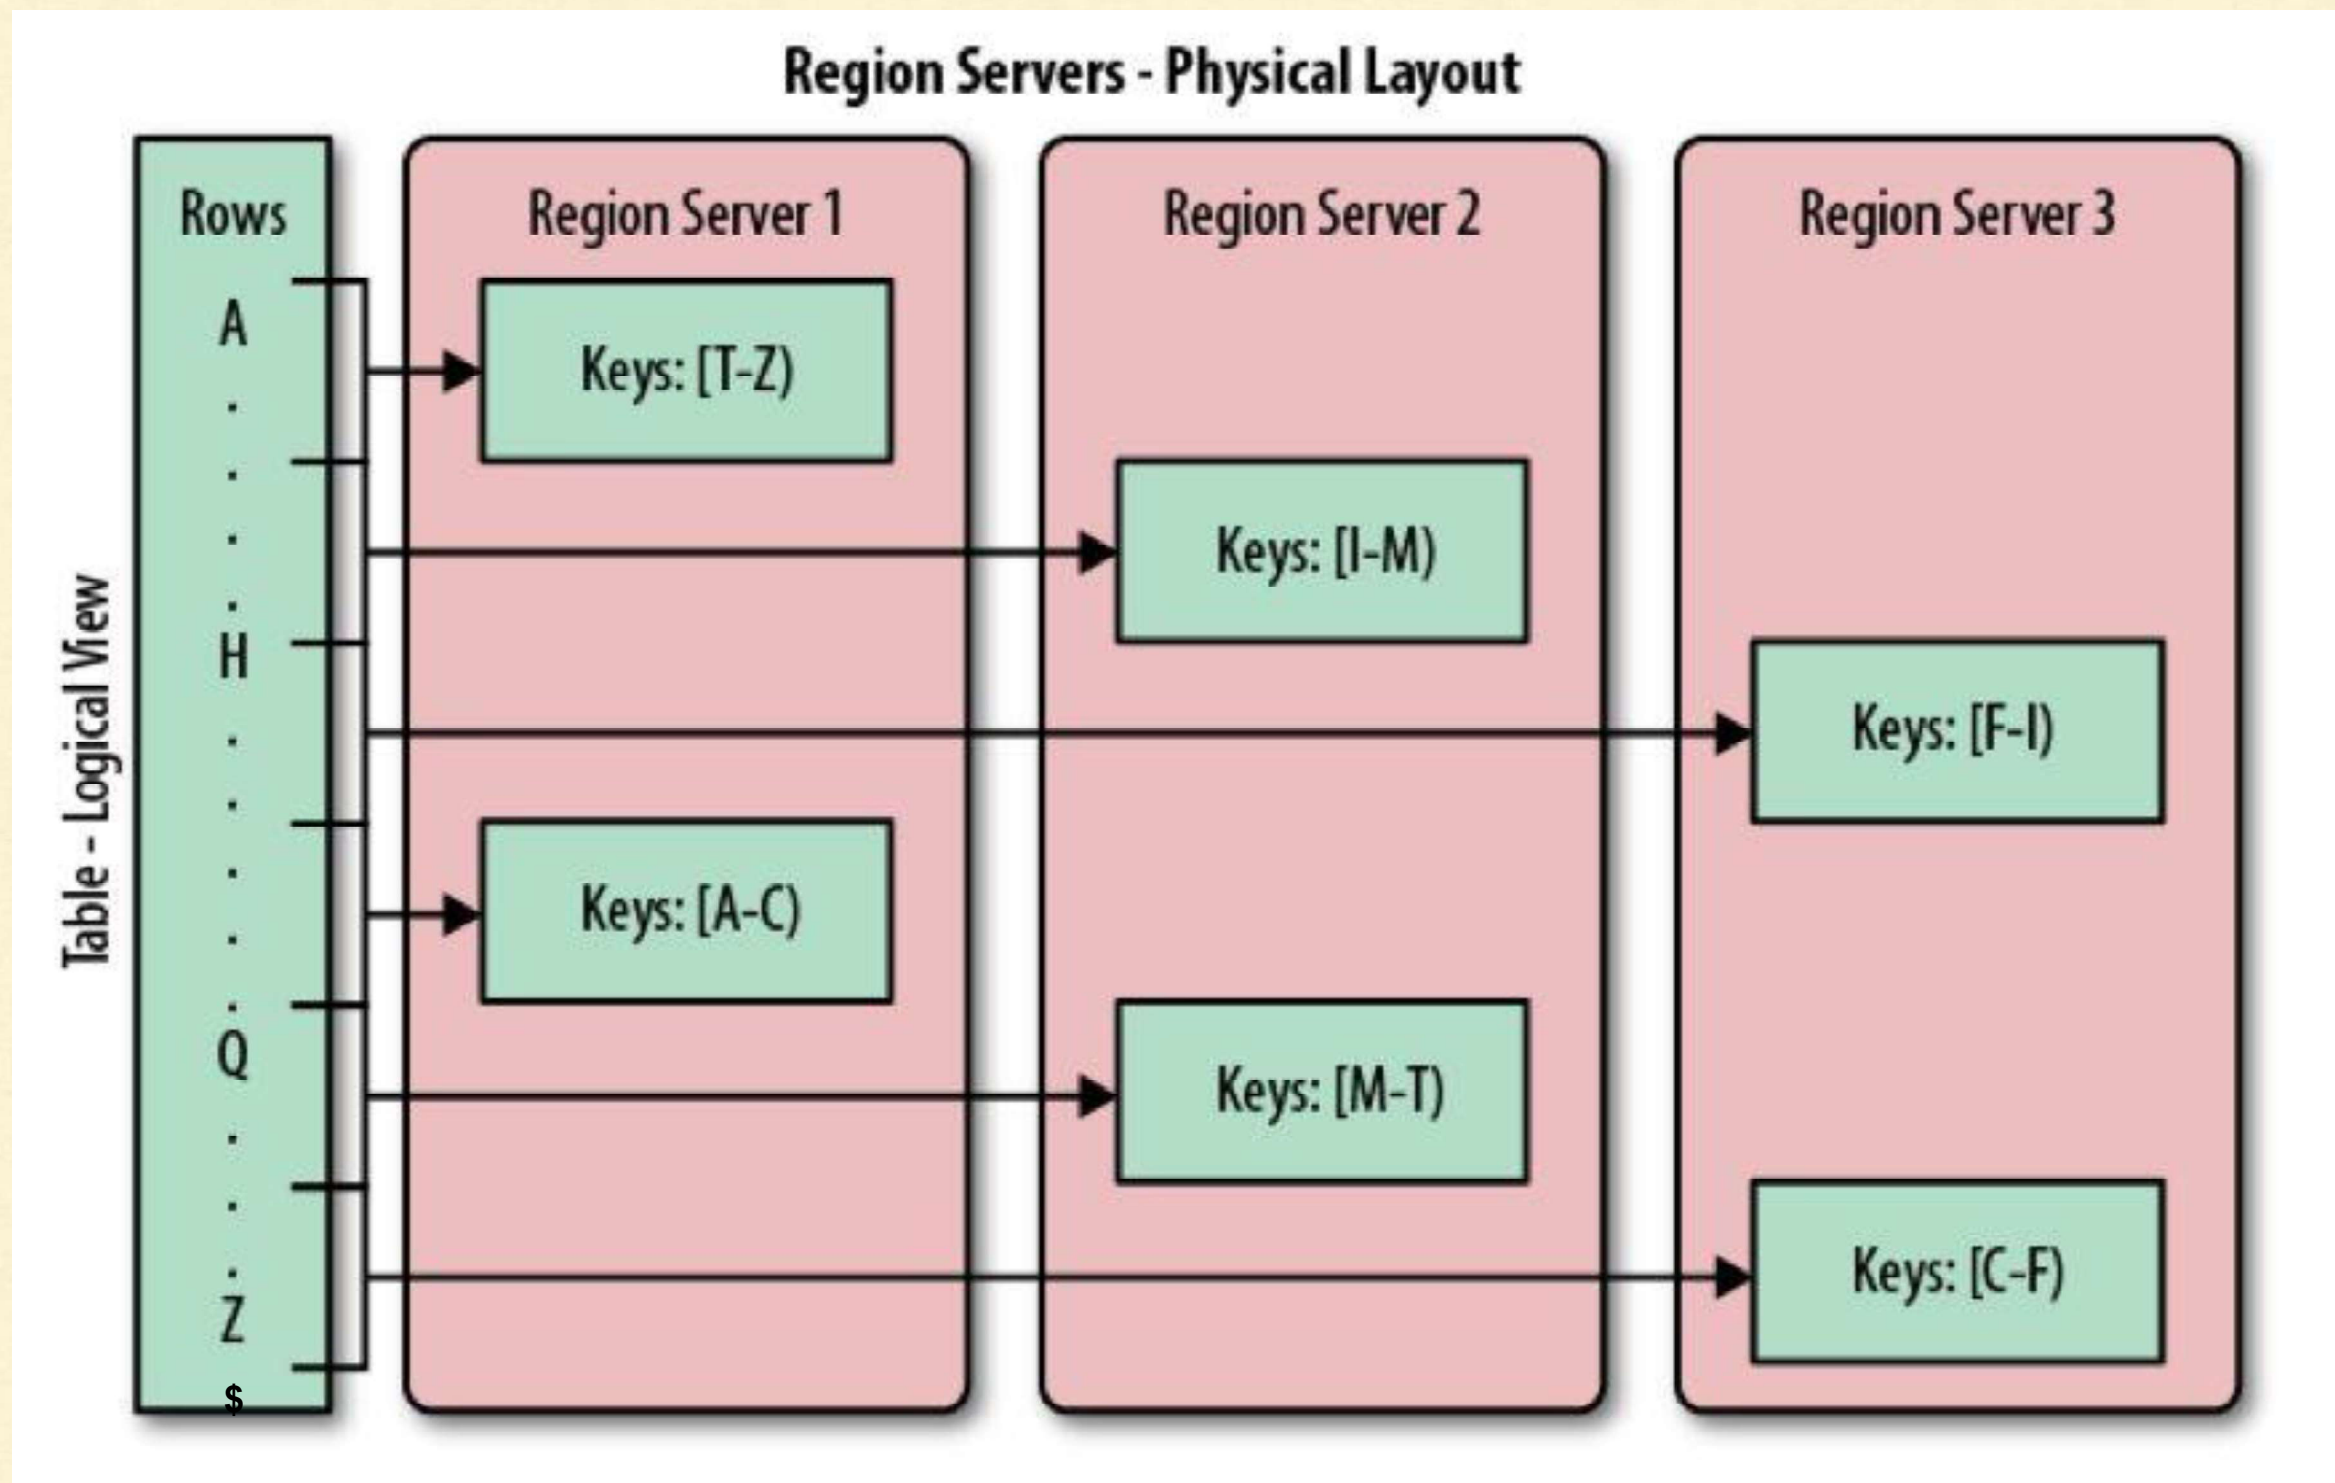 Region Servers - Physical Layout
Table - Logical View
Rows
A
.
.
.
.
H
.
.
.
.
.
Q
.
.
.
Z
$
Region Server 1
Keys: [T-Z)
Keys: [A-C)
Region Server 2
Keys: [I-M)
Keys: [M-T)
Region Server 3
Keys: [F-I)
Keys: [C-F)